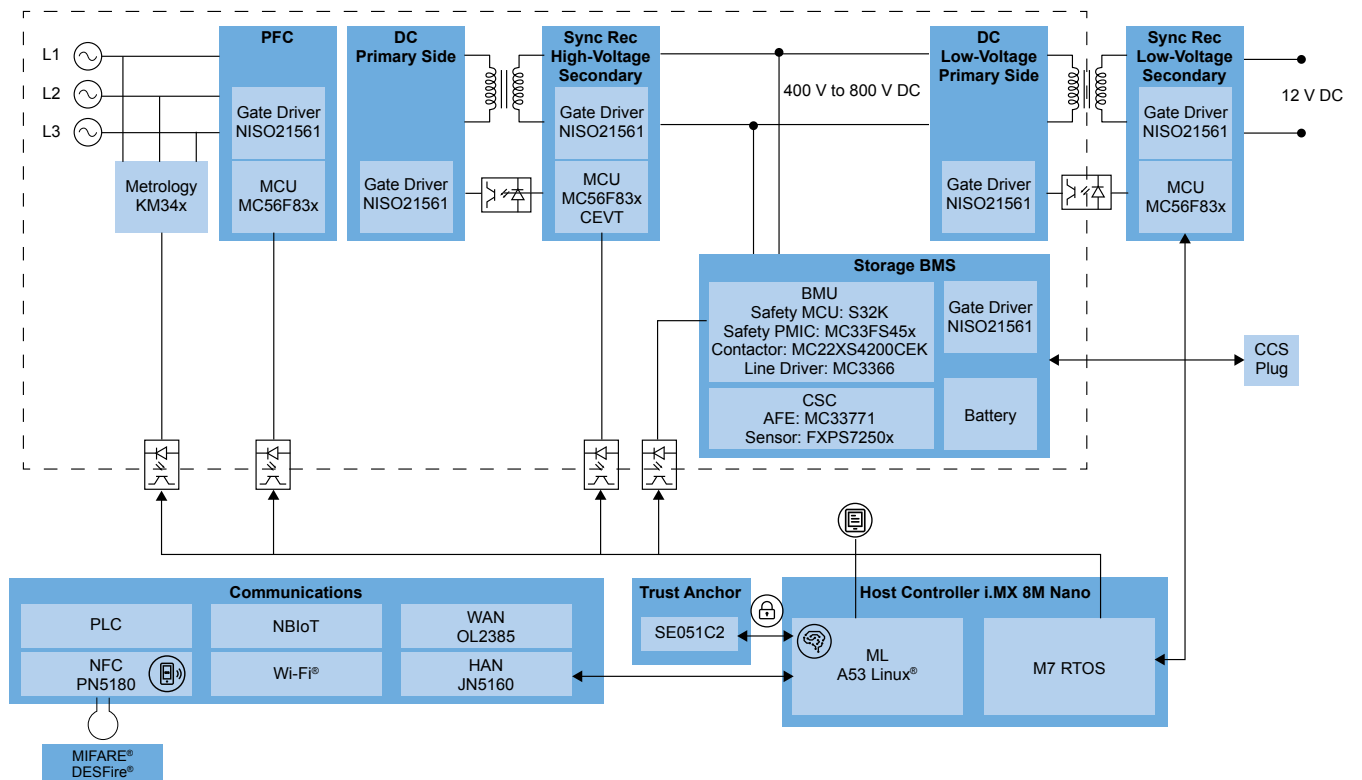 L1
L2
L3
PFC
Gate Driver
NISO21561
MCU
MC56F83x
Metrology
KM34x
DC
Primary Side
Gate Driver
NISO21561
Sync Rec
High-Voltage
Secondary
Gate Driver
NISO21561
MCU
MC56F83x
CEVT
400 V to 800 V DC
DC
Low-Voltage
Primary Side
Gate Driver
NISO21561
Sync Rec
Low-Voltage
Secondary
Gate Driver
NISO21561
MCU
MC56F83x
12 V DC
Storage BMS
BMU
Safety MCU: S32K
Safety PMIC: MC33FS45x
Contactor: MC22XS4200CEK
Line Driver: MC3366
Gate Driver
NISO21561
CSC
AFE: MC33771
Sensor: FXPS7250x
Battery
CCS
Plug
Communications
PLC
NBIoT
WAN
OL2385
NFC
PN5180
Wi-Fi®
HAN
JN5160
MIFARE®
DESFire®
Trust Anchor
SE051C2
Host Controller i.MX 8M Nano
ML
A53 Linux®
M7 RTOS